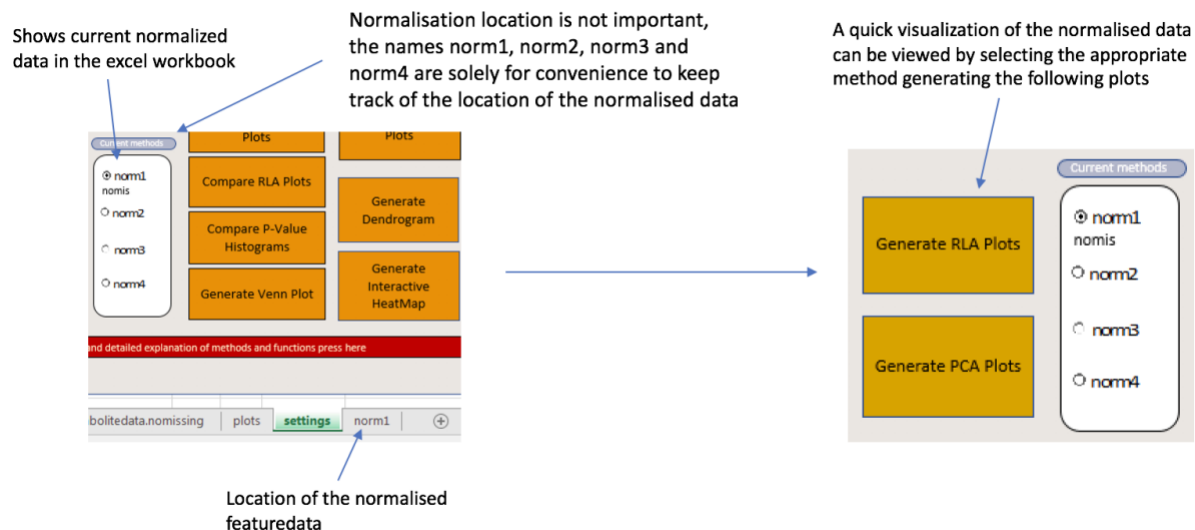 Shows current normalized
data in the excel workbook
Normalisation location is not important,
the names norm1, norm2, norm3 and
norm4 are solely for convenience to keep
track of the location of the normalised data
A quick visualization of the normalised data
can be viewed by selecting the appropriate
method generating the following plots
Current methods
norm1
nomis
norm2
norm3
norm4
Plots
Compare RLA Plots
Compare P-Value
Histograms
Generate Venn Plot
Plots
Generate
Dendrogram
Generate
Interactive
HeatMap
and detailed explanation of methods and functions press here
bolitedata.nomissing
plots
settings
norm1
Location of the normalised
featuredata
Generate RLA Plots
Generate PCA Plots
Current methods
norm1
nomis
norm2
norm3
norm4